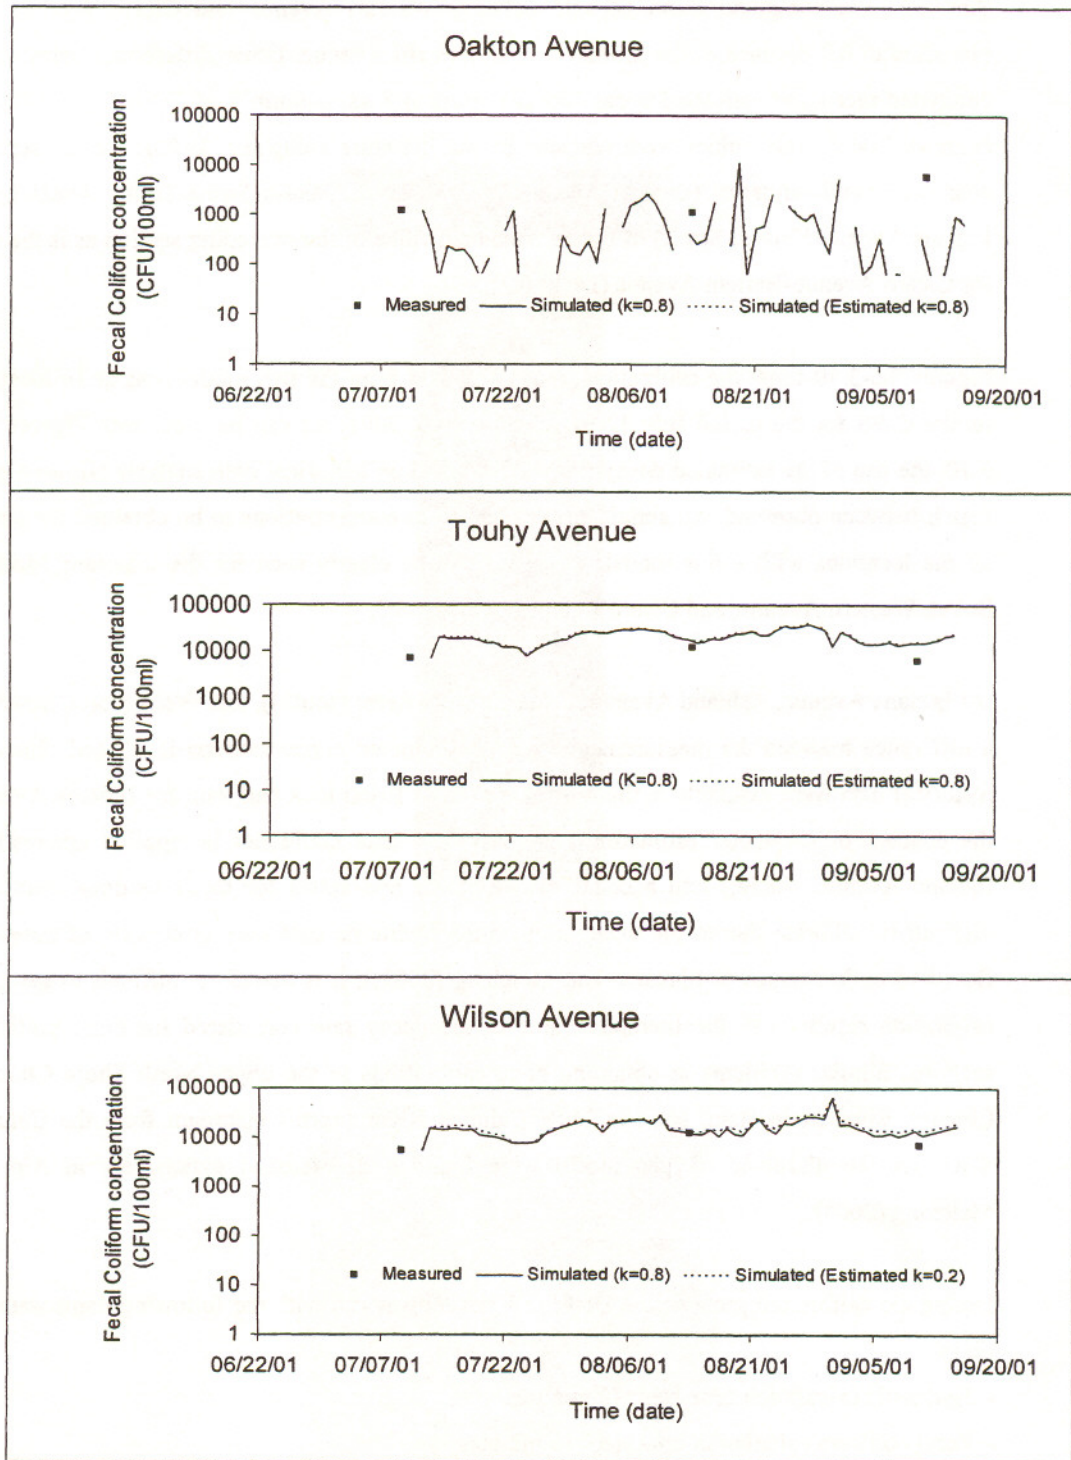 Oakton Avenue
Fecal Coliform concentration
(CFU/100ml)
100000
10000
1000
100
10
1
Measured
Simulated (k=0.8)
Simulated (Estimated k=0.8)
06/22/01 07/07/01 07/22/01 08/06/01 08/21/01 09/05/01 09/20/01
Time (date)
Touhy Avenue
Fecal Coliform concentration
(CFU/100ml)
100000
10000
1000
100
10
1
Measured
Simulated (K=0.8)
Simulated (Estimated k=0.8)
06/22/01 07/07/01 07/22/01 08/06/01 08/21/01 09/05/01 09/20/01
Time (date)
Wilson Avenue
Fecal Coliform concentration
(CFU/100ml)
100000
10000
1000
100
10
1
Measured
Simulated (k=0.8)
Simulated (Estimated k=0.2)
06/22/01 07/07/01 07/22/01 08/06/01 08/21/01 09/05/01 09/20/01
Time (date)